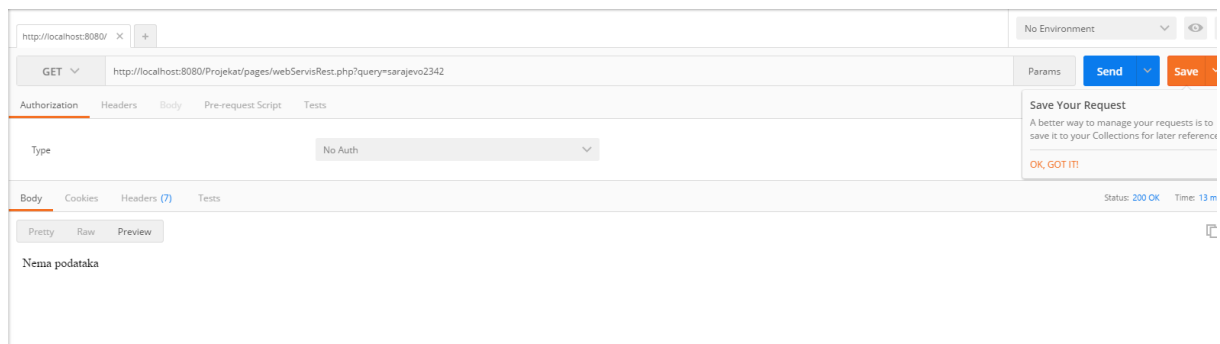 http://localhost:8080/
No Environment
GET http://localhost:8080/Projekat/pages/webServisRest.php?query=sarajevo2342 Params Send Save
Authorization Headers Body Pre-request Script Tests
Save Your Request
A better way to manage your requests is to
save it to your Collections for later reference
OK, GOT IT!
Type No Auth
Body Cookies Headers (7) Tests Status: 200 OK Time: 13 m
Pretty Raw Preview
Nema podataka